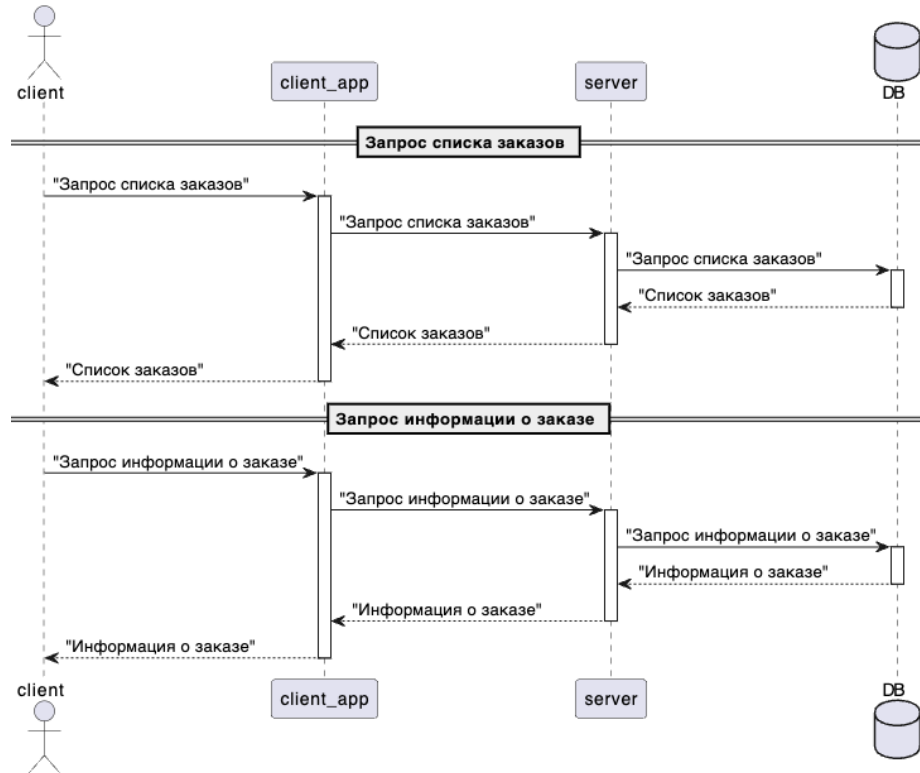 client
client_app
server
DB
Запрос списка заказов
"Запрос списка заказов"
"Запрос списка заказов"
"Запрос списка заказов"
"Список заказов"
"Список заказов"
"Список заказов"
Запрос информации о заказе
"Запрос информации о заказе"
"Запрос информации о заказе"
"Запрос информации о заказе"
"Информация о заказе"
"Информация о заказе"
"Информация о заказе"
client
client_app
server
DB